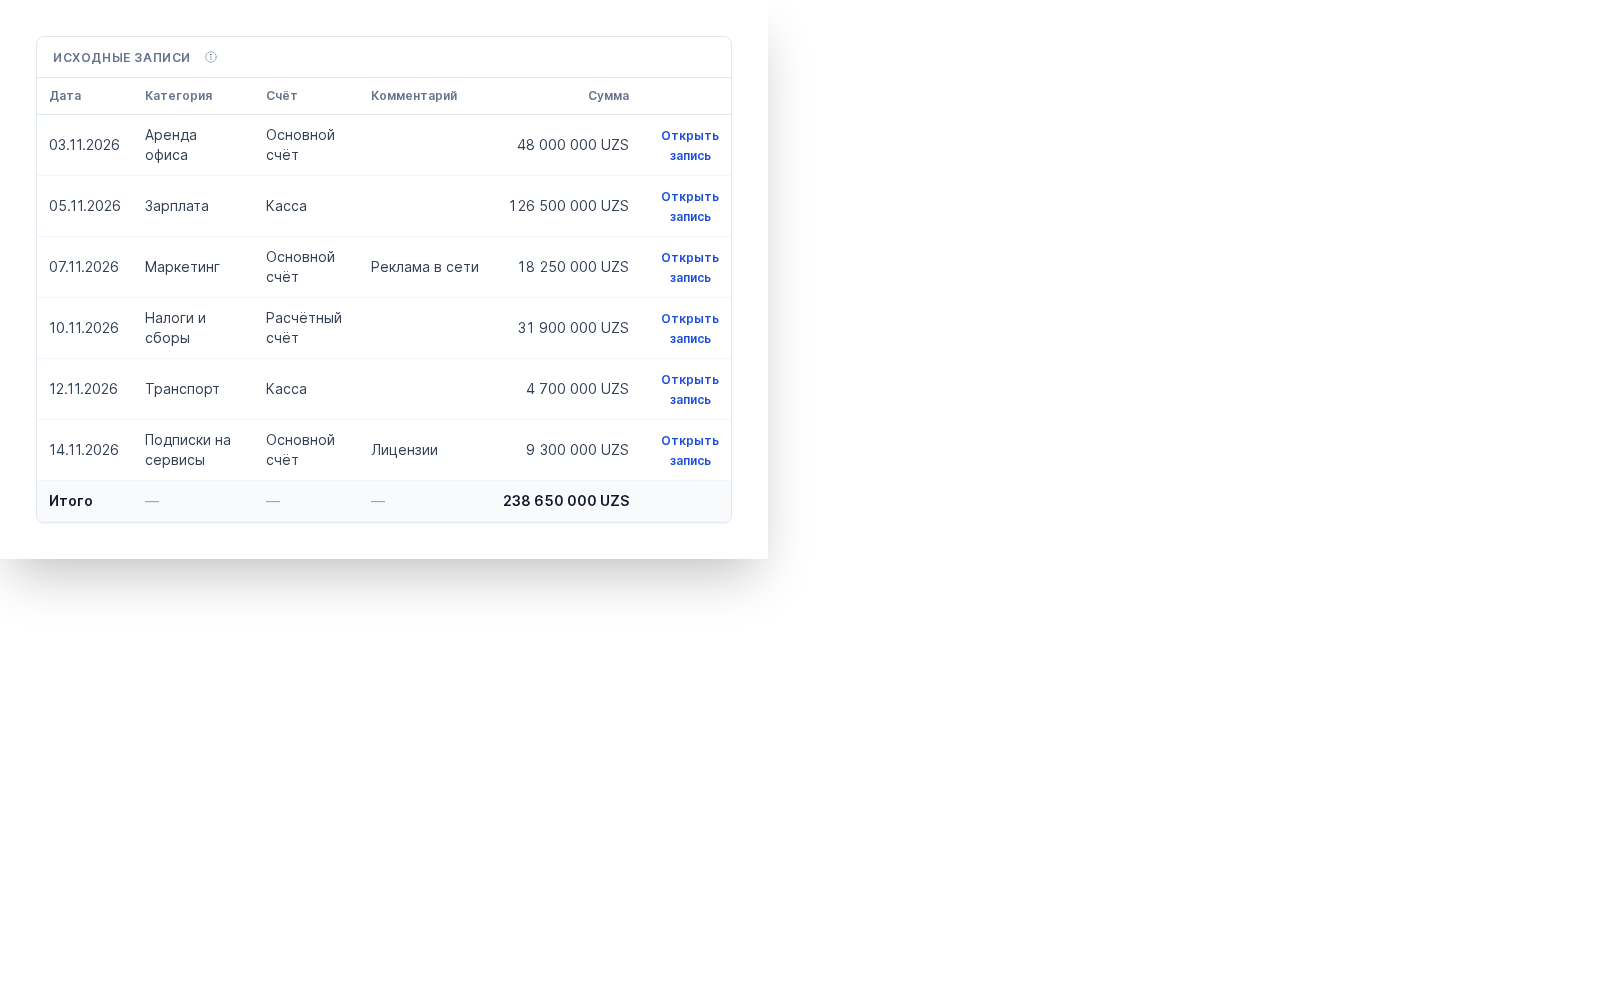 ИСХОДНЫЕ ЗАПИСИ
Дата Категория Счёт Комментарий Сумма
03.11.2026 Аренда офиса Основной счёт 48 000 000 UZS Открыть запись
05.11.2026 Зарплата Касса 126 500 000 UZS Открыть запись
07.11.2026 Маркетинг Основной счёт Реклама в сети 18 250 000 UZS Открыть запись
10.11.2026 Налоги и сборы Расчётный счёт 31 900 000 UZS Открыть запись
12.11.2026 Транспорт Касса 4 700 000 UZS Открыть запись
14.11.2026 Подписки на сервисы Основной счёт Лицензии 9 300 000 UZS Открыть запись
Итого — — — 238 650 000 UZS